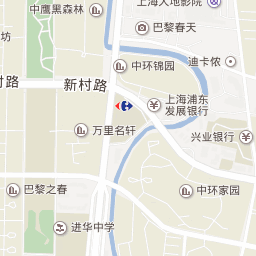 中鹰黑森林
上海大地影院
巴黎春天
坊
中环锦园
迪卡侬
新村路
村路
上海浦东
发展银行
万里名轩
兴业银行
巴黎之春
中环家园
进华中学